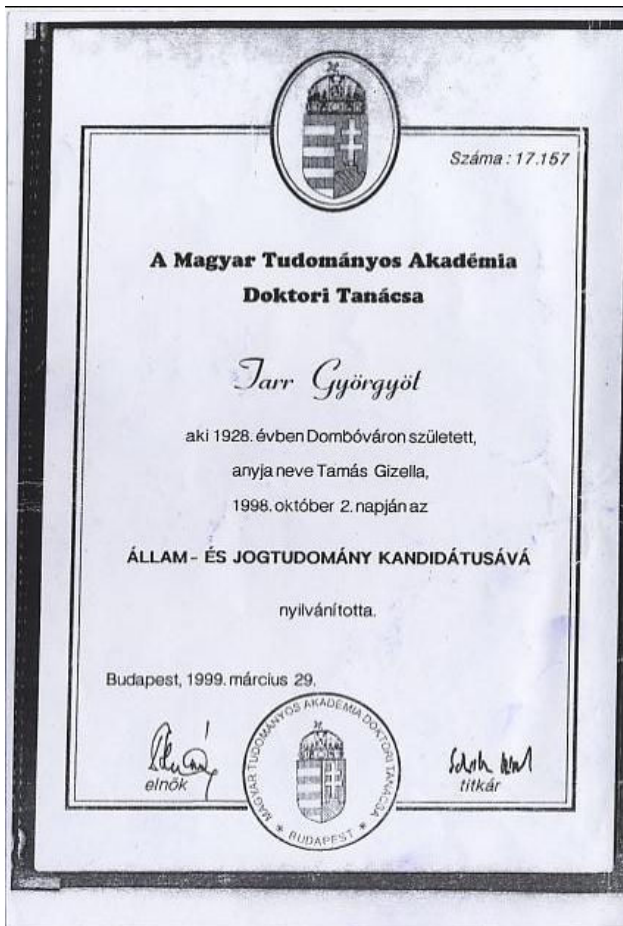 Száma : 17.157
A Magyar Tudományos Akadémia
Doktori Tanácsa
Tarr Györgyöt
aki 1928. évben Dombóváron született,
anyja neve Tamás Gizella,
1998. október 2. napján az
ÁLLAM- ÉS JOGTUDOMÁNY KANDIDÁTUSÁVÁ
nyilvánította.
Budapest, 1999. március 29.
elnök
titkár
MAGYAR TUDOMÁNYOS AKADÉMIA DOKTORI TANÁCSA
* BUDAPEST *